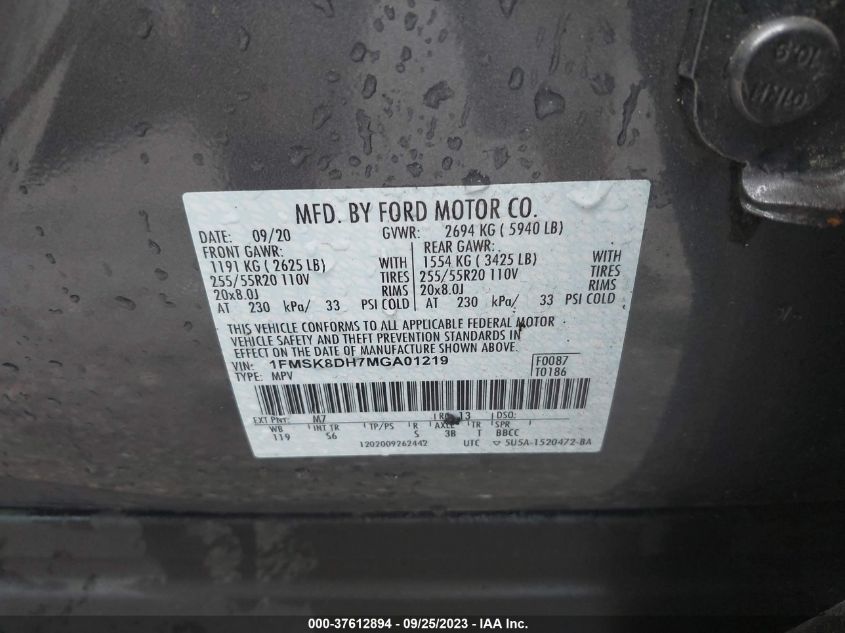 MFD. BY FORD MOTOR CO.
DATE: 09/20 GVWR: 2694 KG ( 5940 LB)
FRONT GAWR: REAR GAWR:
1191 KG ( 2625 LB) WITH 1554 KG ( 3425 LB) WITH
255/55R20 110V TIRES 255/55R20 110V TIRES
20x8.0J RIMS 20x8.0J RIMS
AT 230 kPa/ 33 PSI COLD AT 230 kPa/ 33 PSI COLD
THIS VEHICLE CONFORMS TO ALL APPLICABLE FEDERAL MOTOR
VEHICLE SAFETY AND THEFT PREVENTION STANDARDS IN
EFFECT ON THE DATE OF MANUFACTURE SHOWN ABOVE.
VIN: 1FMSK8DH7MGA01219 F0087
TYPE: MPV T0186
EXT PNT: M7 13 DSO:
WB INT TR TP/PS R AXLE TR SPR
119 S6 S 3B T BBCC
1202009262442 UTC 5U5A-1520472-BA
000-37612894 - 09/25/2023 - IAA Inc.